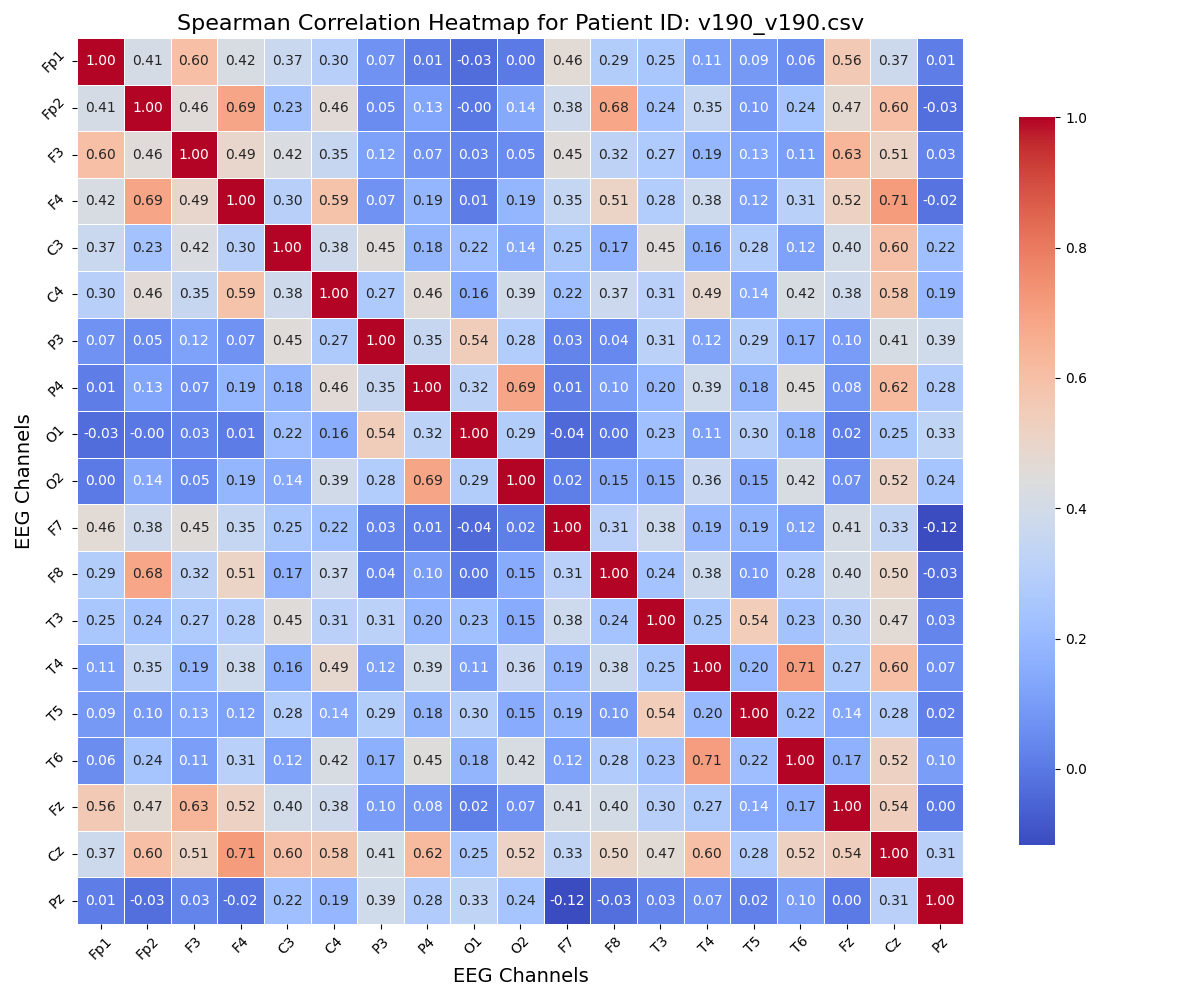 Spearman Correlation Heatmap for Patient ID: v190_v190.csv
Fp1 1.00 0.41 0.60 0.42 0.37 0.30 0.07 0.01 -0.03 0.00 0.46 0.29 0.25 0.11 0.09 0.06 0.56 0.37 0.01
Fp2 0.41 1.00 0.46 0.69 0.23 0.46 0.05 0.13 -0.00 0.14 0.38 0.68 0.24 0.35 0.10 0.24 0.47 0.60 -0.03
F3 0.60 0.46 1.00 0.49 0.42 0.35 0.12 0.07 0.03 0.05 0.45 0.32 0.27 0.19 0.13 0.11 0.63 0.51 0.03
F4 0.42 0.69 0.49 1.00 0.30 0.59 0.07 0.19 0.01 0.19 0.35 0.51 0.28 0.38 0.12 0.31 0.52 0.71 -0.02
C3 0.37 0.23 0.42 0.30 1.00 0.38 0.45 0.18 0.22 0.14 0.25 0.17 0.45 0.16 0.28 0.12 0.40 0.60 0.22
C4 0.30 0.46 0.35 0.59 0.38 1.00 0.27 0.46 0.16 0.39 0.22 0.37 0.31 0.49 0.14 0.42 0.38 0.58 0.19
P3 0.07 0.05 0.12 0.07 0.45 0.27 1.00 0.35 0.54 0.28 0.03 0.04 0.31 0.12 0.29 0.17 0.10 0.41 0.39
P4 0.01 0.13 0.07 0.19 0.18 0.46 0.35 1.00 0.32 0.69 0.01 0.10 0.20 0.39 0.18 0.45 0.08 0.62 0.28
O1 -0.03 -0.00 0.03 0.01 0.22 0.16 0.54 0.32 1.00 0.29 -0.04 0.00 0.23 0.11 0.30 0.18 0.02 0.25 0.33
O2 0.00 0.14 0.05 0.19 0.14 0.39 0.28 0.69 0.29 1.00 0.02 0.15 0.15 0.36 0.15 0.42 0.07 0.52 0.24
F7 0.46 0.38 0.45 0.35 0.25 0.22 0.03 0.01 -0.04 0.02 1.00 0.31 0.38 0.19 0.19 0.12 0.41 0.33 -0.12
F8 0.29 0.68 0.32 0.51 0.17 0.37 0.04 0.10 0.00 0.15 0.31 1.00 0.24 0.38 0.10 0.28 0.40 0.50 -0.03
T3 0.25 0.24 0.27 0.28 0.45 0.31 0.31 0.20 0.23 0.15 0.38 0.24 1.00 0.25 0.54 0.23 0.30 0.47 0.03
T4 0.11 0.35 0.19 0.38 0.16 0.49 0.12 0.39 0.11 0.36 0.19 0.38 0.25 1.00 0.20 0.71 0.27 0.60 0.07
T5 0.09 0.10 0.13 0.12 0.28 0.14 0.29 0.18 0.30 0.15 0.19 0.10 0.54 0.20 1.00 0.22 0.14 0.28 0.02
T6 0.06 0.24 0.11 0.31 0.12 0.42 0.17 0.45 0.18 0.42 0.12 0.28 0.23 0.71 0.22 1.00 0.17 0.52 0.10
Fz 0.56 0.47 0.63 0.52 0.40 0.38 0.10 0.08 0.02 0.07 0.41 0.40 0.30 0.27 0.14 0.17 1.00 0.54 0.00
Cz 0.37 0.60 0.51 0.71 0.60 0.58 0.41 0.62 0.25 0.52 0.33 0.50 0.47 0.60 0.28 0.52 0.54 1.00 0.31
Pz 0.01 -0.03 0.03 -0.02 0.22 0.19 0.39 0.28 0.33 0.24 -0.12 -0.03 0.03 0.07 0.02 0.10 0.00 0.31 1.00
Fp1 Fp2 F3 F4 C3 C4 P3 P4 O1 O2 F7 F8 T3 T4 T5 T6 Fz Cz Pz
EEG Channels
EEG Channels
1.0
0.8
0.6
0.4
0.2
0.0